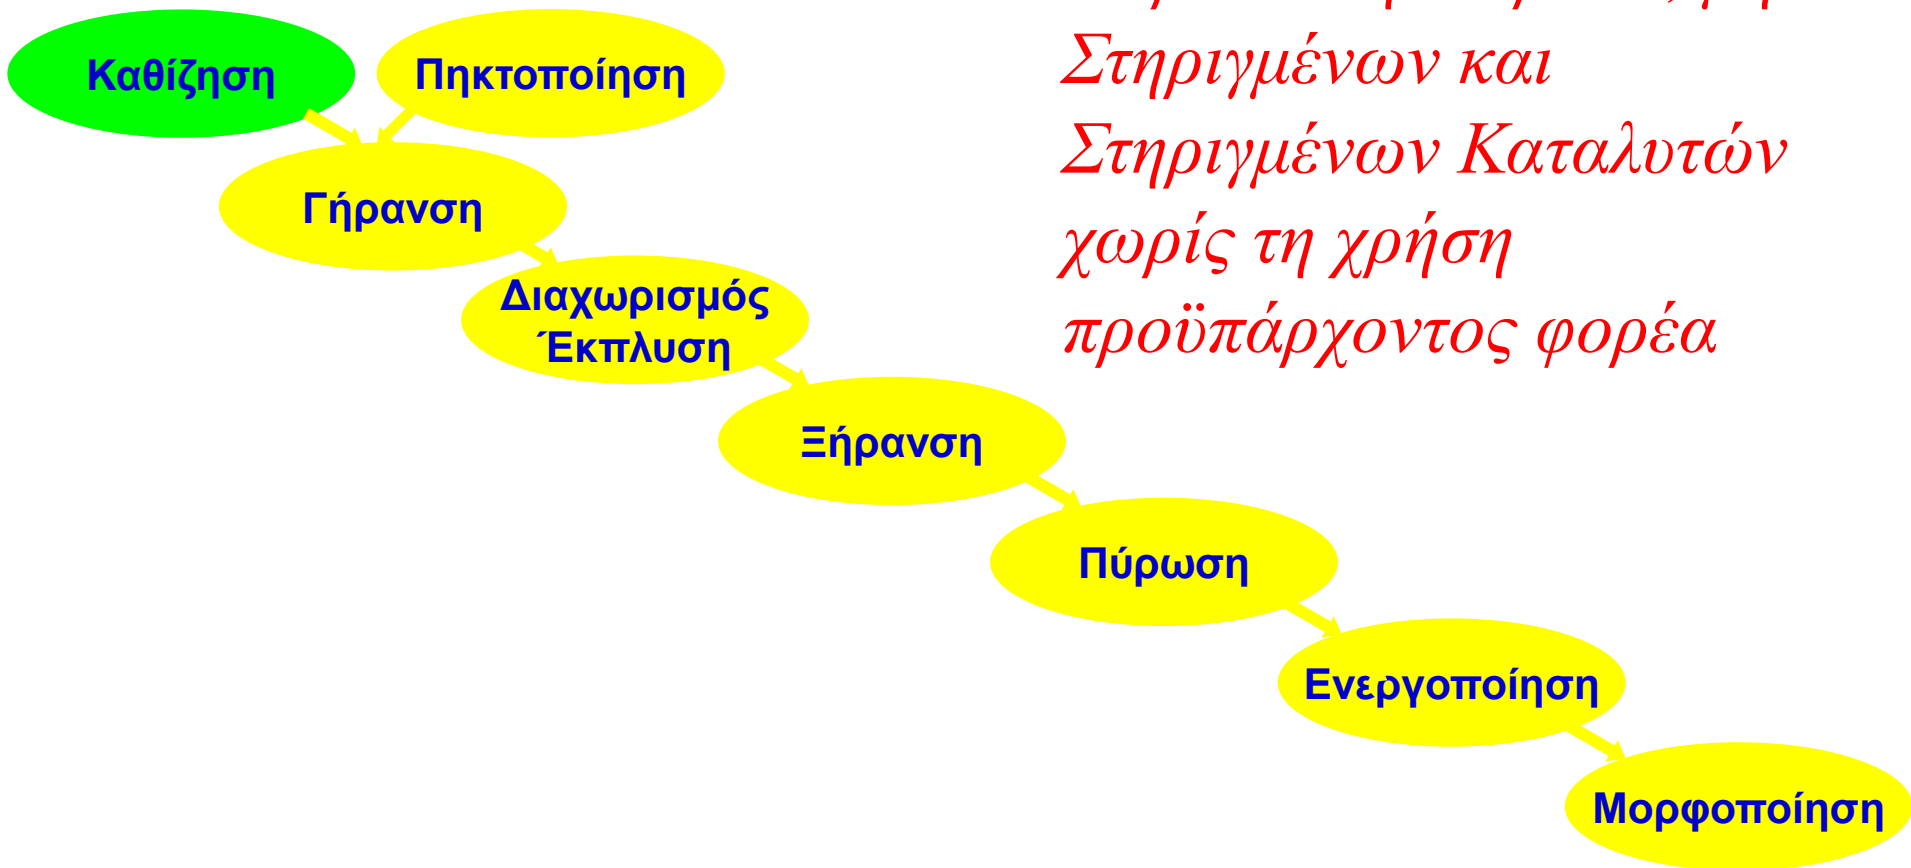 Στηριγμένων και
Στηριγμένων Καταλυτών
χωρίς τη χρήση
προϋπάρχοντος φορέα
Καθίζηση
Πηκτοποίηση
Γήρανση
Διαχωρισμός
Έκπλυση
Ξήρανση
Πύρωση
Ενεργοποίηση
Μορφοποίηση